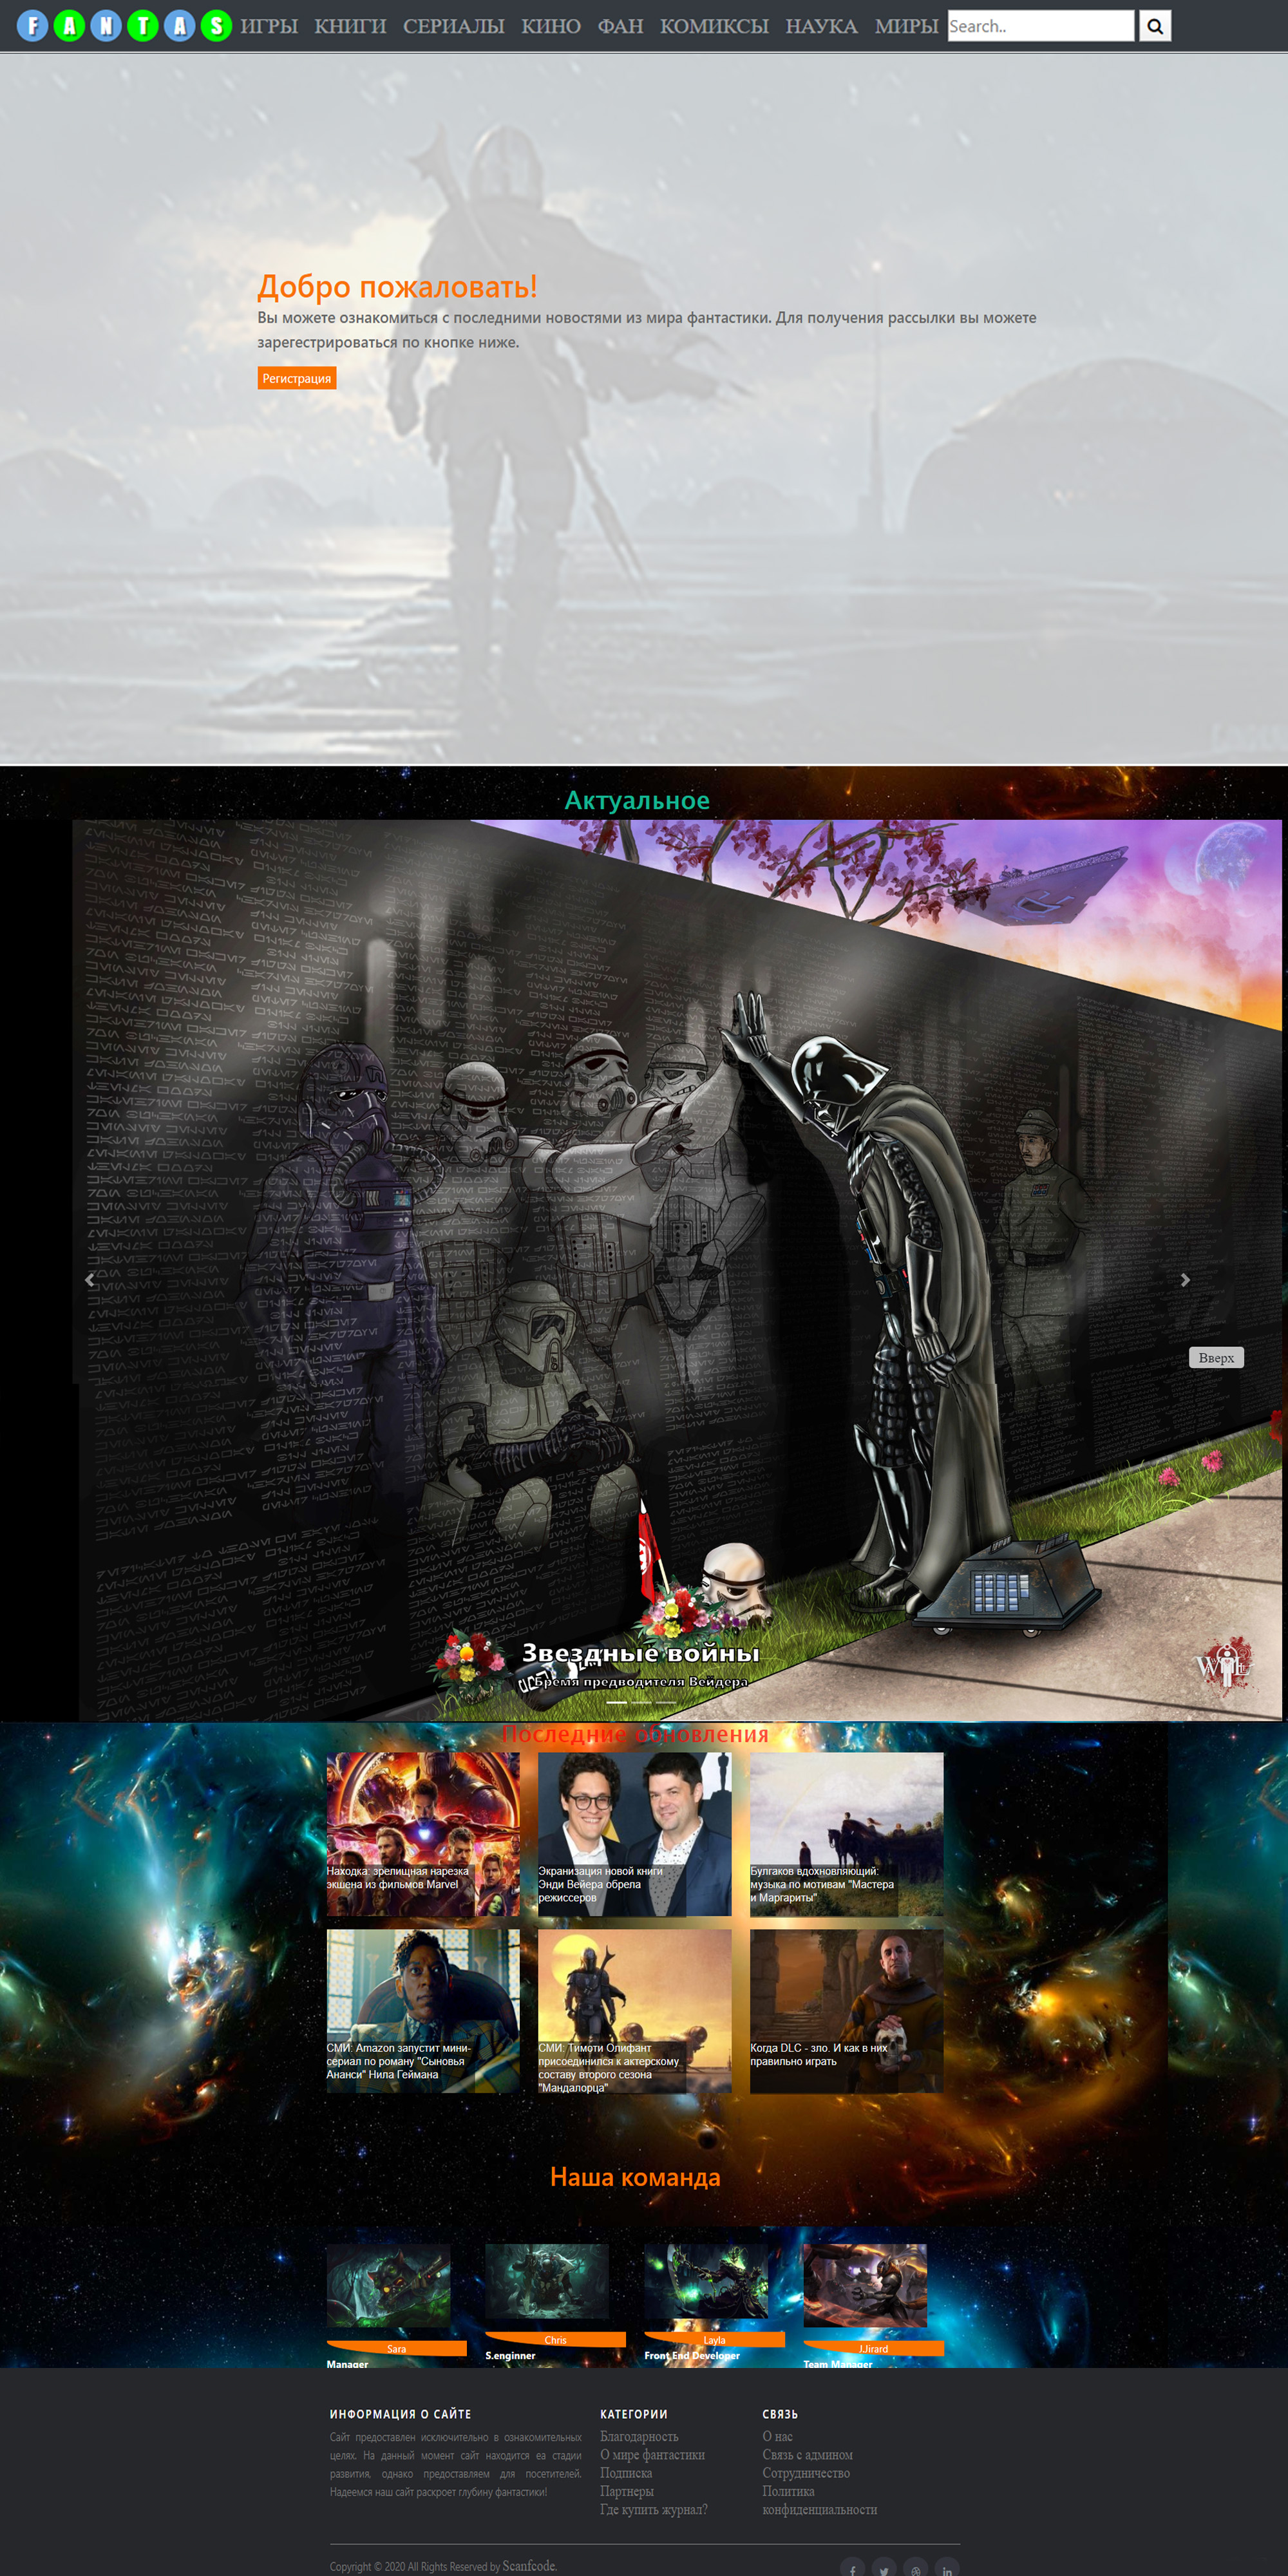 FANTAS ИГРЫ КНИГИ СЕРИАЛЫ КИНО ФАН КОМИКСЫ НАУКА МИРЫ Search..
Добро пожаловать!
Вы можете ознакомиться с последними новостями из мира фантастики. Для получения рассылки вы можете
зарегестрироваться по кнопке ниже.
Регистрация
Актуальное
Вверх
Звездные войны
Бремя предводителя Вейдера
Последние обновления
Находка: зрелищная нарезка
экшена из фильмов Marvel
Экранизация новой книги
Энди Вейера обрела
режиссеров
Булгаков вдохновляющий:
музыка по мотивам "Мастера
и Маргариты"
СМИ: Amazon запустит мини-
сериал по роману "Сыновья
Ананси" Нила Геймана
СМИ: Тимоти Олифант
присоединился к актерскому
составу второго сезона
"Мандалорца"
Когда DLC - зло. И как в них
правильно играть
Наша команда
Sara
Manager
Chris
S.enginner
Layla
Front End Developer
J.Jirard
Team Manager
ИНФОРМАЦИЯ О САЙТЕ
Сайт предоставлен исключительно в ознакомительных
целях. На данный момент сайт находится еа стадии
развития, однако предоставляем для посетителей.
Надеемся наш сайт раскроет глубину фантастики!
КАТЕГОРИИ
Благодарность
О мире фантастики
Подписка
Партнеры
Где купить журнал?
СВЯЗЬ
О нас
Связь с админом
Сотрудничество
Политика
конфиденциальности
Copyright © 2020 All Rights Reserved by Scanfcode.